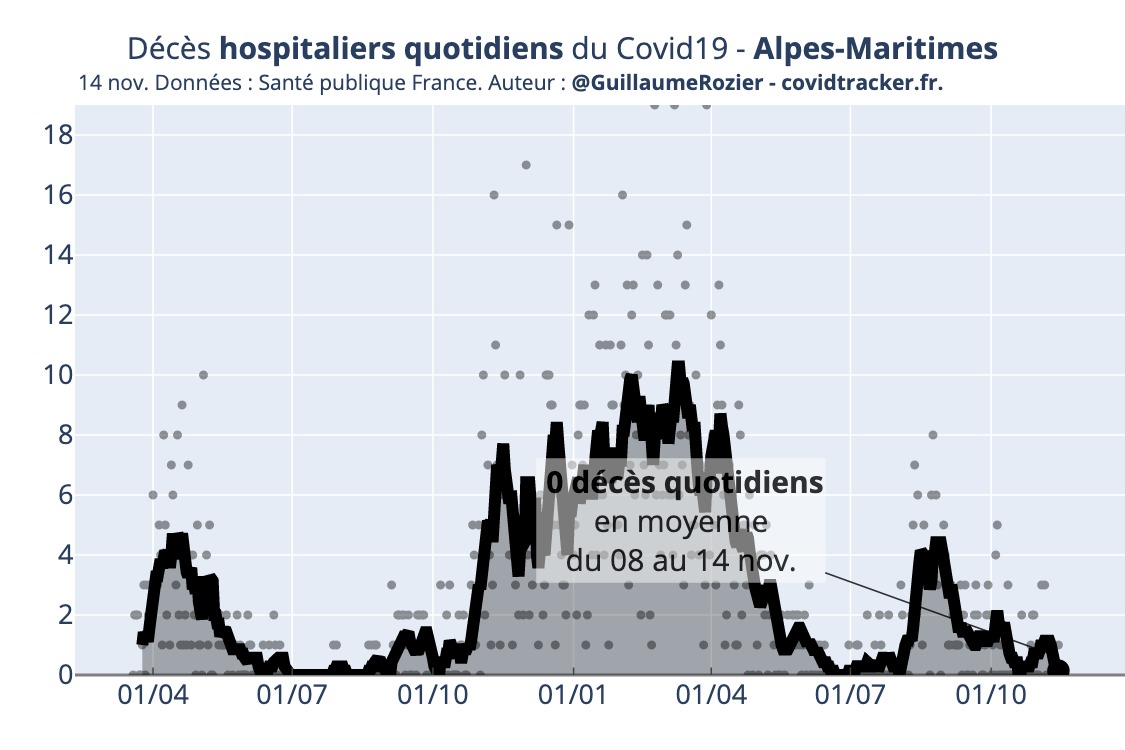 Décès hospitaliers quotidiens du Covid19 - Alpes-Maritimes
14 nov. Données : Santé publique France. Auteur : @GuillaumeRozier - covidtracker.fr.
18
16
14
12
10
8
6
4
2
0
0 décès quotidiens
en moyenne
du 08 au 14 nov.
01/04 01/07 01/10 01/01 01/04 01/07 01/10